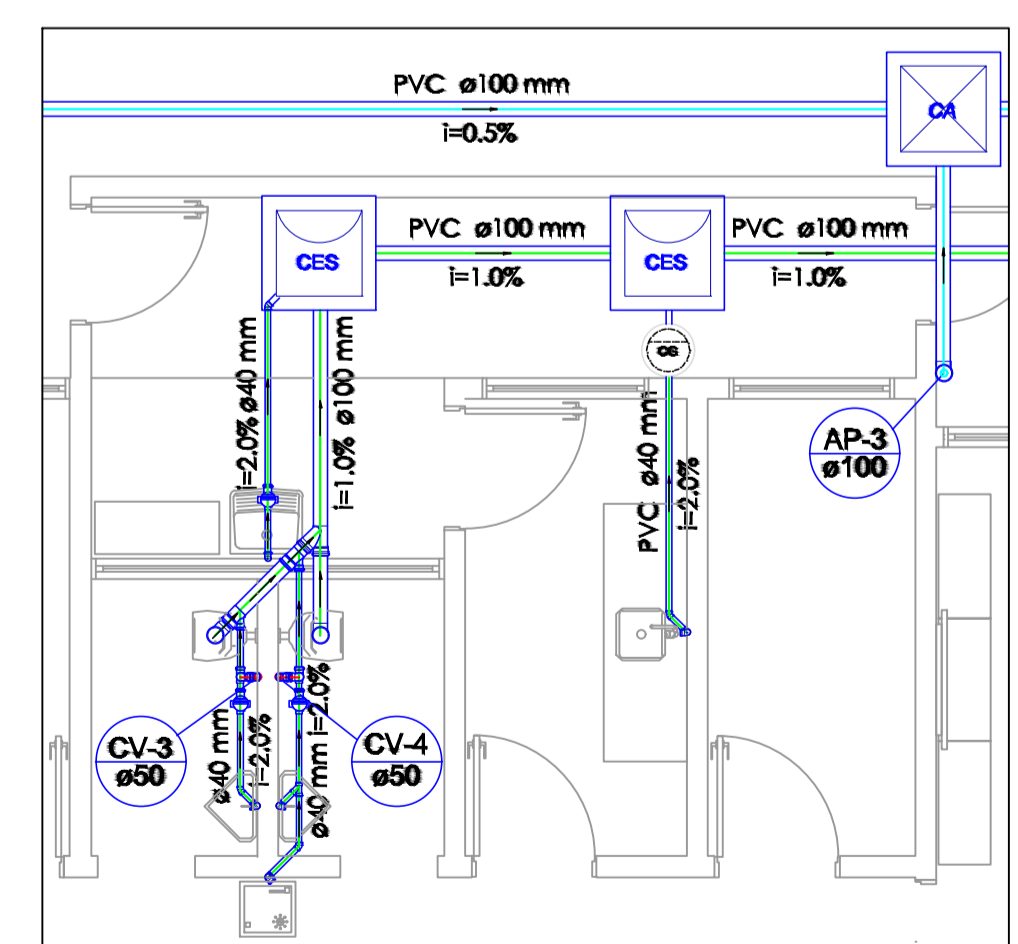 PVC ø100 mm
i=0.5%
CA
PVC ø100 mm
i=1.0%
PVC ø100 mm
i=1.0%
CES
CES
CG
i=2.0% ø40 mm
i=1.0% ø100 mm
PVC ø40 mm
i=2.0%
AP-3
ø100
CV-3
ø50
CV-4
ø50
ø40 mm
i=2.0%
ø40 mm i=2.0%